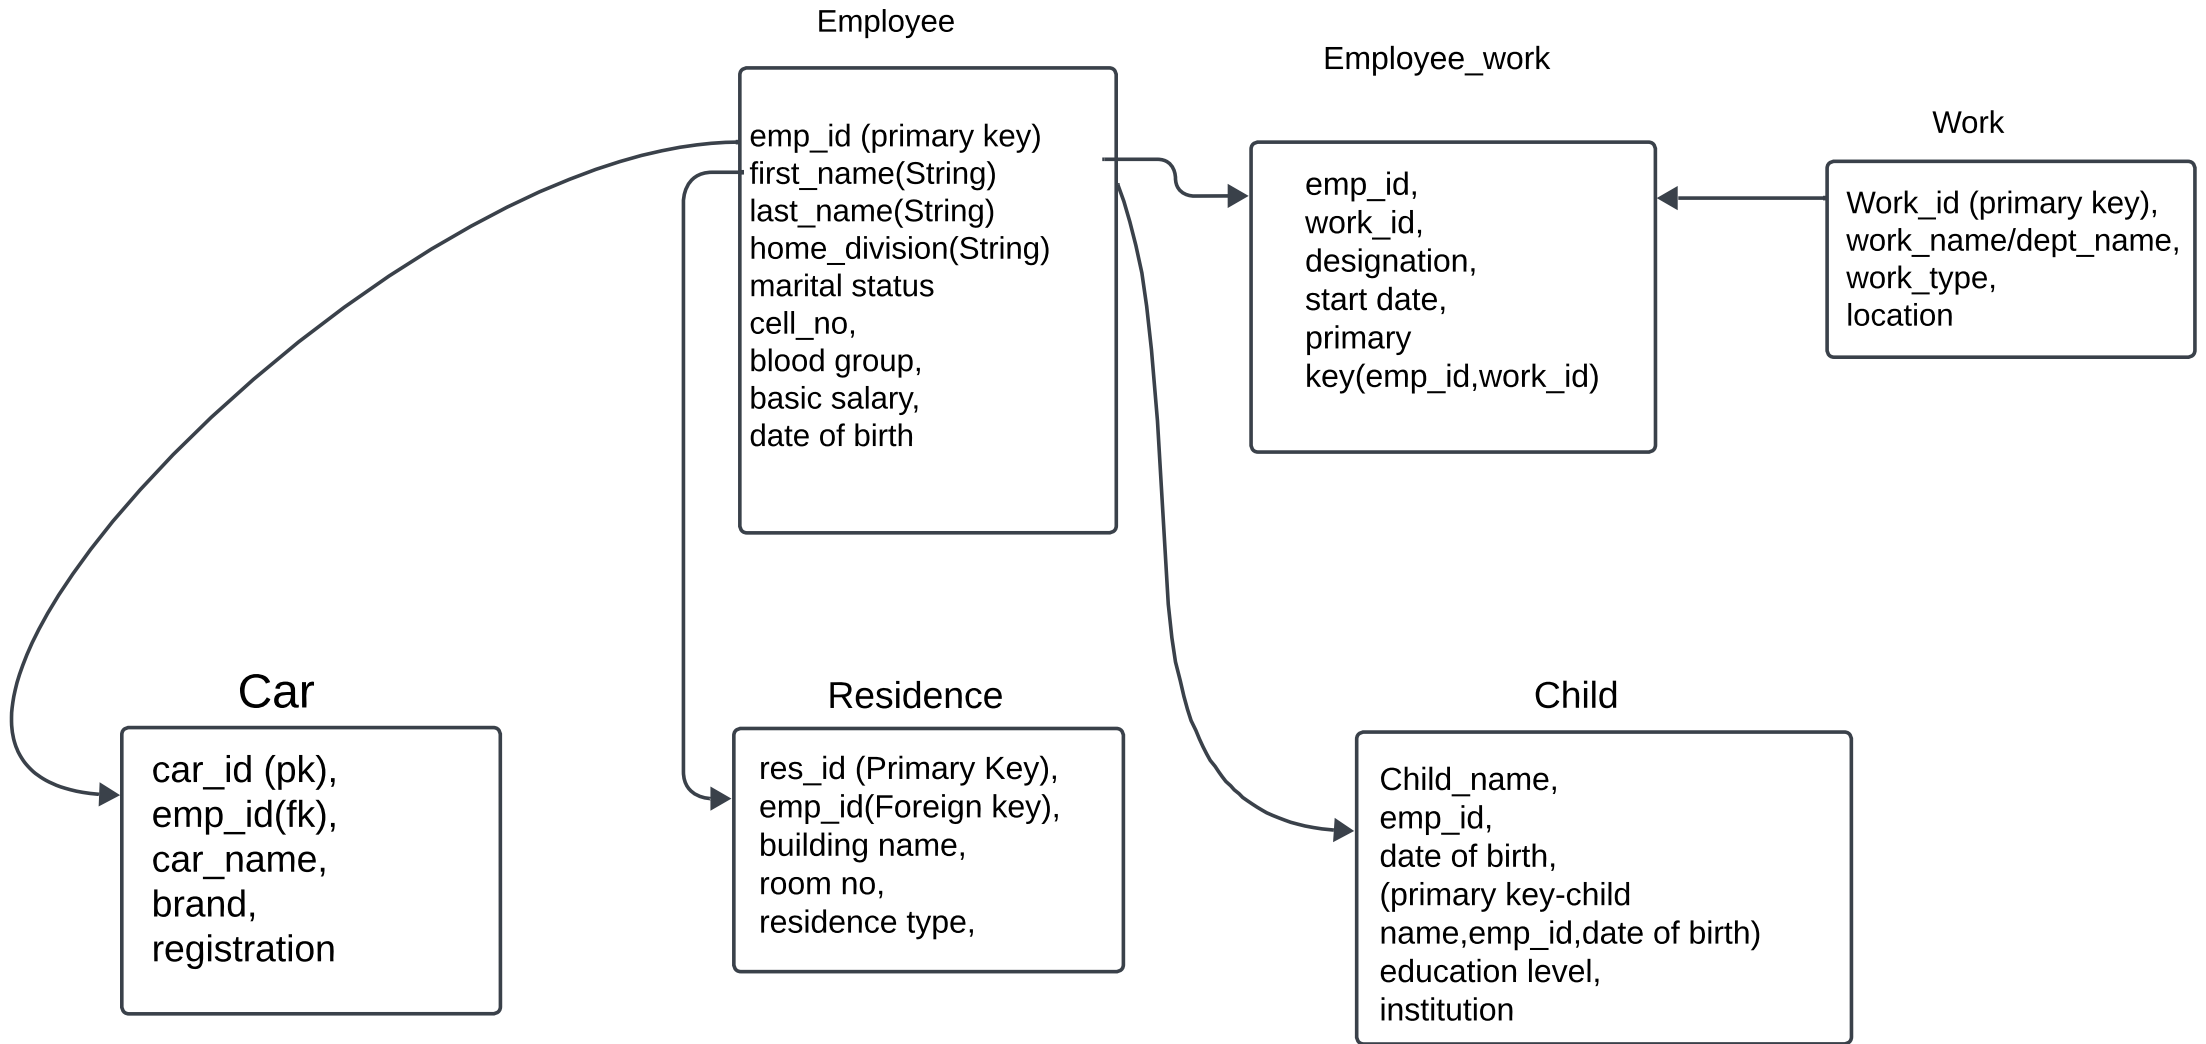 Employee
emp_id (primary key)
first_name(String)
last_name(String)
home_division(String)
marital status
cell_no,
blood group,
basic salary,
date of birth
Employee_work
emp_id,
work_id,
designation,
start date,
primary
key(emp_id,work_id)
Work
Work_id (primary key),
work_name/dept_name,
work_type,
location
Car
car_id (pk),
emp_id(fk),
car_name,
brand,
registration
Residence
res_id (Primary Key),
emp_id(Foreign key),
building name,
room no,
residence type,
Child
Child_name,
emp_id,
date of birth,
(primary key-child
name,emp_id,date of birth)
education level,
institution